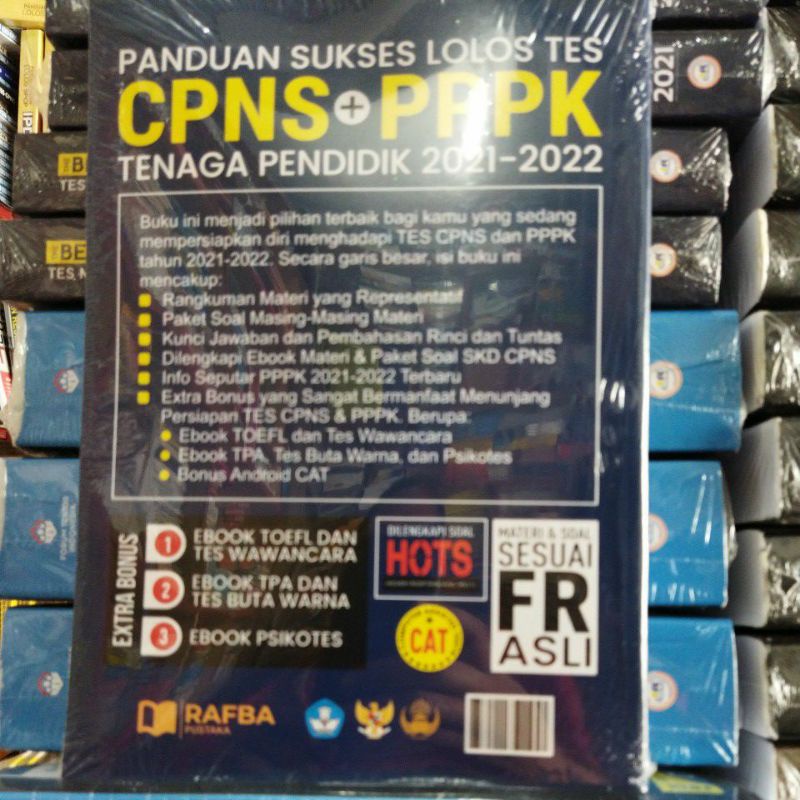 PANDUAN SUKSES LOLOS TES
CPNS + PPPK
TENAGA PENDIDIK 2021-2022
Buku ini menjadi pilihan terbaik bagi kamu yang sedang
mempersiapkan diri menghadapi TES CPNS dan PPPK
tahun 2021-2022. Secara garis besar, isi buku ini
mencakup:
Rangkuman Materi yang Representatif
Paket Soal Masing-Masing Materi
Kunci Jawaban dan Pembahasan Rinci dan Tuntas
Dilengkapi Ebook Materi & Paket Soal SKD CPNS
Info Seputar PPPK 2021-2022 Terbaru
Extra Bonus yang Sangat Bermanfaat Menunjang
Persiapan TES CPNS & PPPK. Berupa:
Ebook TOEFL dan Tes Wawancara
Ebook TPA, Tes Buta Warna, dan Psikotes
Bonus Android CAT
EXTRA BONUS
1 EBOOK TOEFL DAN
TES WAWANCARA
2 EBOOK TPA DAN
TES BUTA WARNA
3 EBOOK PSIKOTES
DILENGKAPI SOAL
HOTS
CAT
MATERI & SOAL
SESUAI
FR
ASLI
RAFBA
PUSTAKA
2021